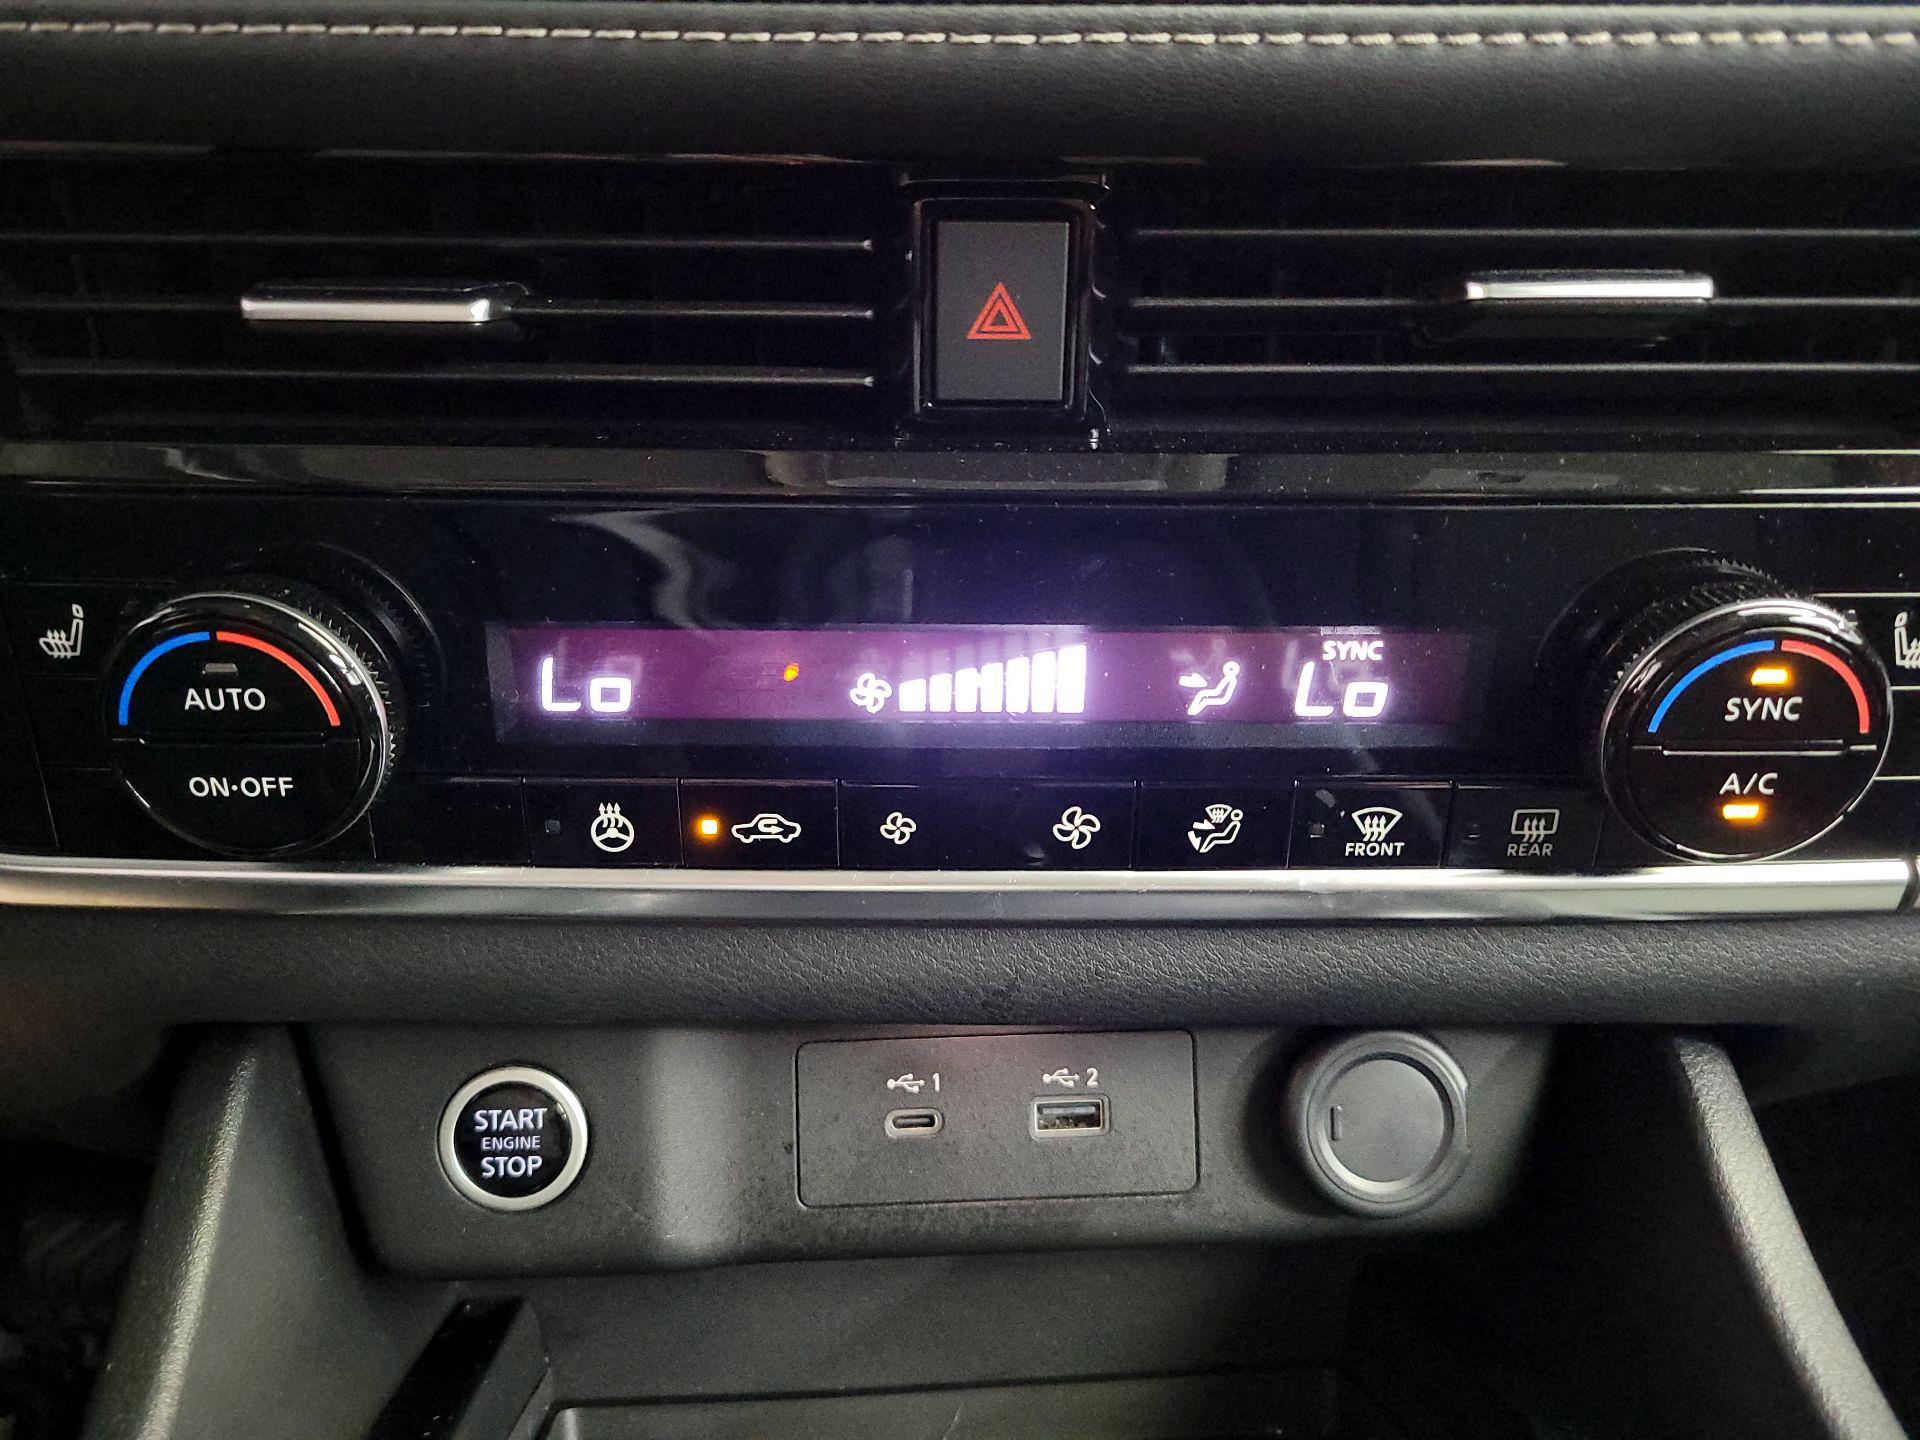 SYNC
Lo
Lo
AUTO
ON·OFF
SYNC
A/C
FRONT
REAR
1
2
START
ENGINE
STOP